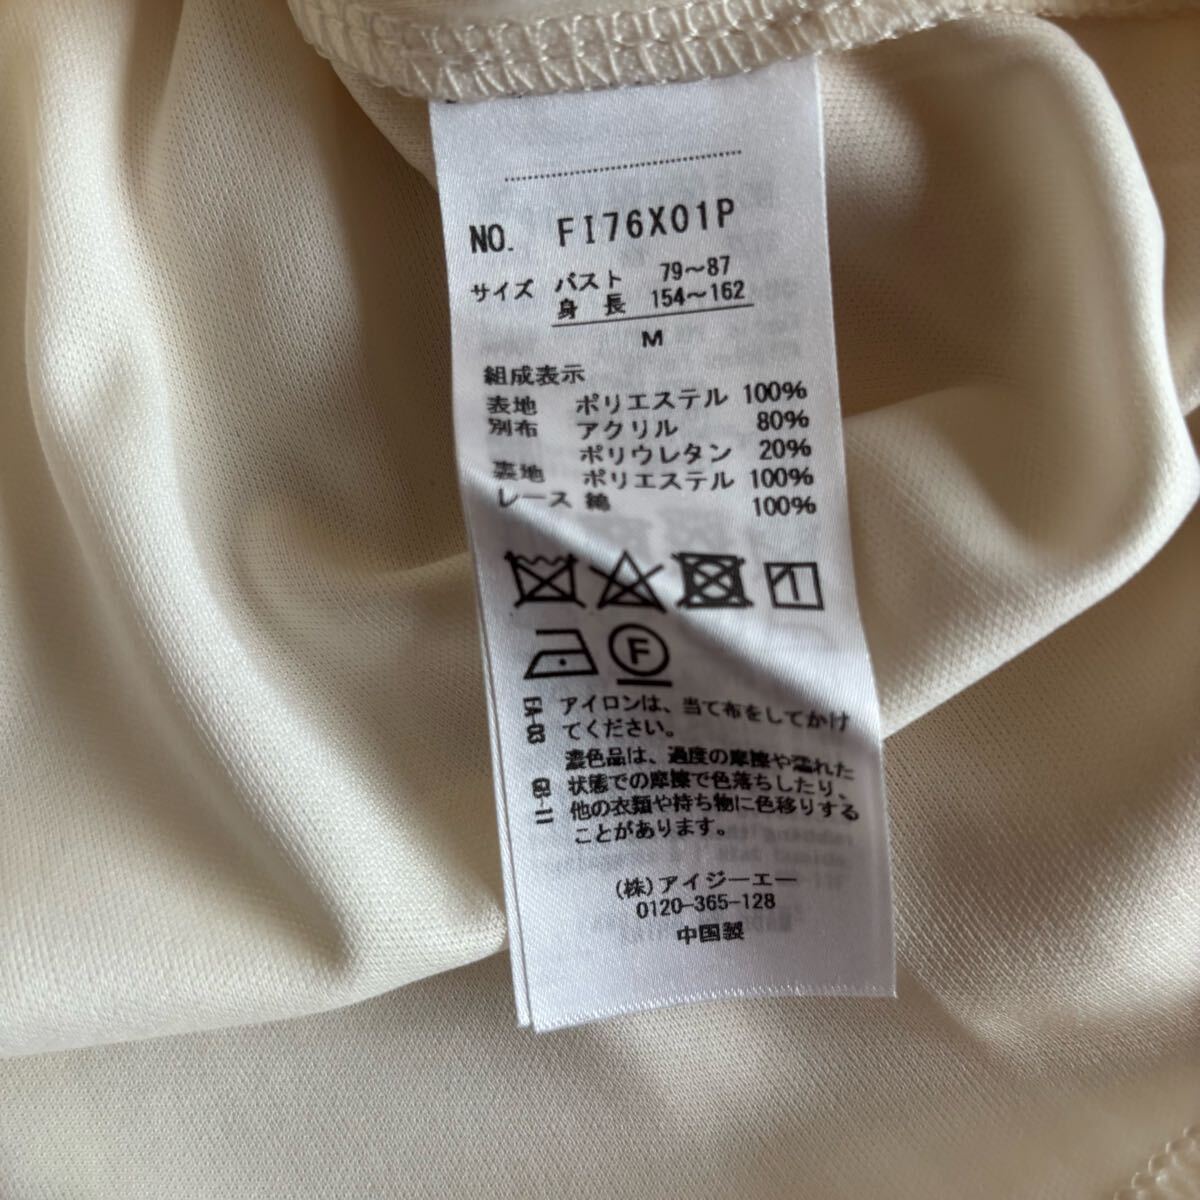 NO. FI76X01P
サイズ バスト 79〜87
身長 154〜162
M
組成表示
表地 ポリエステル 100%
別布 アクリル 80%
ポリウレタン 20%
裏地 ポリエステル 100%
レース 綿 100%
F
アイロンは、当て布をしてかけ
てください。
濃色品は、過度の摩擦や濡れた
状態での摩擦で色落ちしたり、
他の衣類や持ち物に色移りする
ことがあります。
EA-03 GB-11
(株)アイジーエー
0120-365-128
中国製